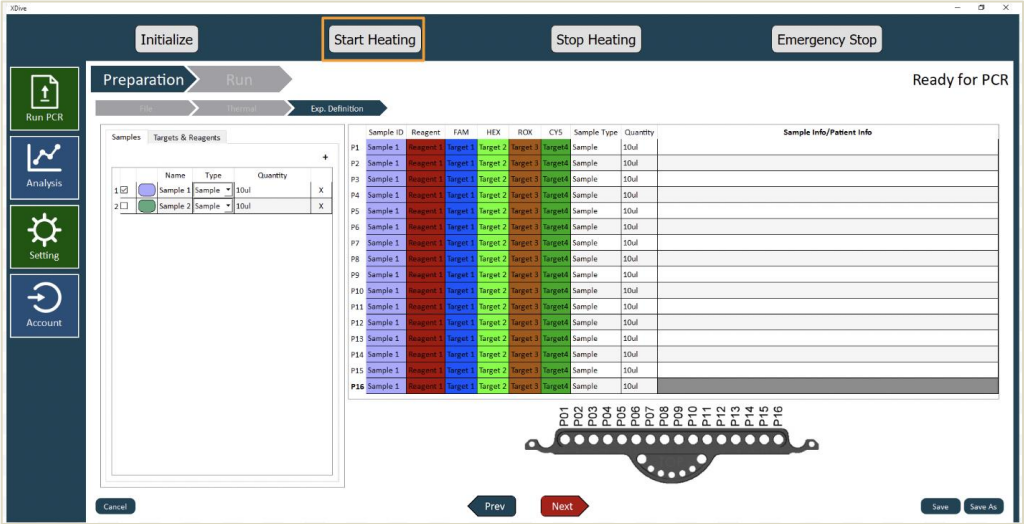 XDive
Initialize
Start Heating
Stop Heating
Emergency Stop
Run PCR
Analysis
Setting
Account
Preparation
Run
Ready for PCR
File
Thermal
Exp. Definition
Samples
Targets & Reagents
+
Name Type Quantity
1 Sample 1 Sample 10ul X
2 Sample 2 Sample 10ul X
Sample ID Reagent FAM HEX ROX CY5 Sample Type Quantity Sample Info/Patient Info
P1 Sample 1 Reagent 1 Target 1 Target 2 Target 3 Target4 Sample 10ul
P2 Sample 1 Reagent 1 Target 1 Target 2 Target 3 Target4 Sample 10ul
P3 Sample 1 Reagent 1 Target 1 Target 2 Target 3 Target4 Sample 10ul
P4 Sample 1 Reagent 1 Target 1 Target 2 Target 3 Target4 Sample 10ul
P5 Sample 1 Reagent 1 Target 1 Target 2 Target 3 Target4 Sample 10ul
P6 Sample 1 Reagent 1 Target 1 Target 2 Target 3 Target4 Sample 10ul
P7 Sample 1 Reagent 1 Target 1 Target 2 Target 3 Target4 Sample 10ul
P8 Sample 1 Reagent 1 Target 1 Target 2 Target 3 Target4 Sample 10ul
P9 Sample 1 Reagent 1 Target 1 Target 2 Target 3 Target4 Sample 10ul
P10 Sample 1 Reagent 1 Target 1 Target 2 Target 3 Target4 Sample 10ul
P11 Sample 1 Reagent 1 Target 1 Target 2 Target 3 Target4 Sample 10ul
P12 Sample 1 Reagent 1 Target 1 Target 2 Target 3 Target4 Sample 10ul
P13 Sample 1 Reagent 1 Target 1 Target 2 Target 3 Target4 Sample 10ul
P14 Sample 1 Reagent 1 Target 1 Target 2 Target 3 Target4 Sample 10ul
P15 Sample 1 Reagent 1 Target 1 Target 2 Target 3 Target4 Sample 10ul
P16 Sample 1 Reagent 1 Target 1 Target 2 Target 3 Target4 Sample 10ul
P01 P02 P03 P04 P05 P06 P07 P08 P09 P10 P11 P12 P13 P14 P15 P16
Cancel
Prev
Next
Save
Save As